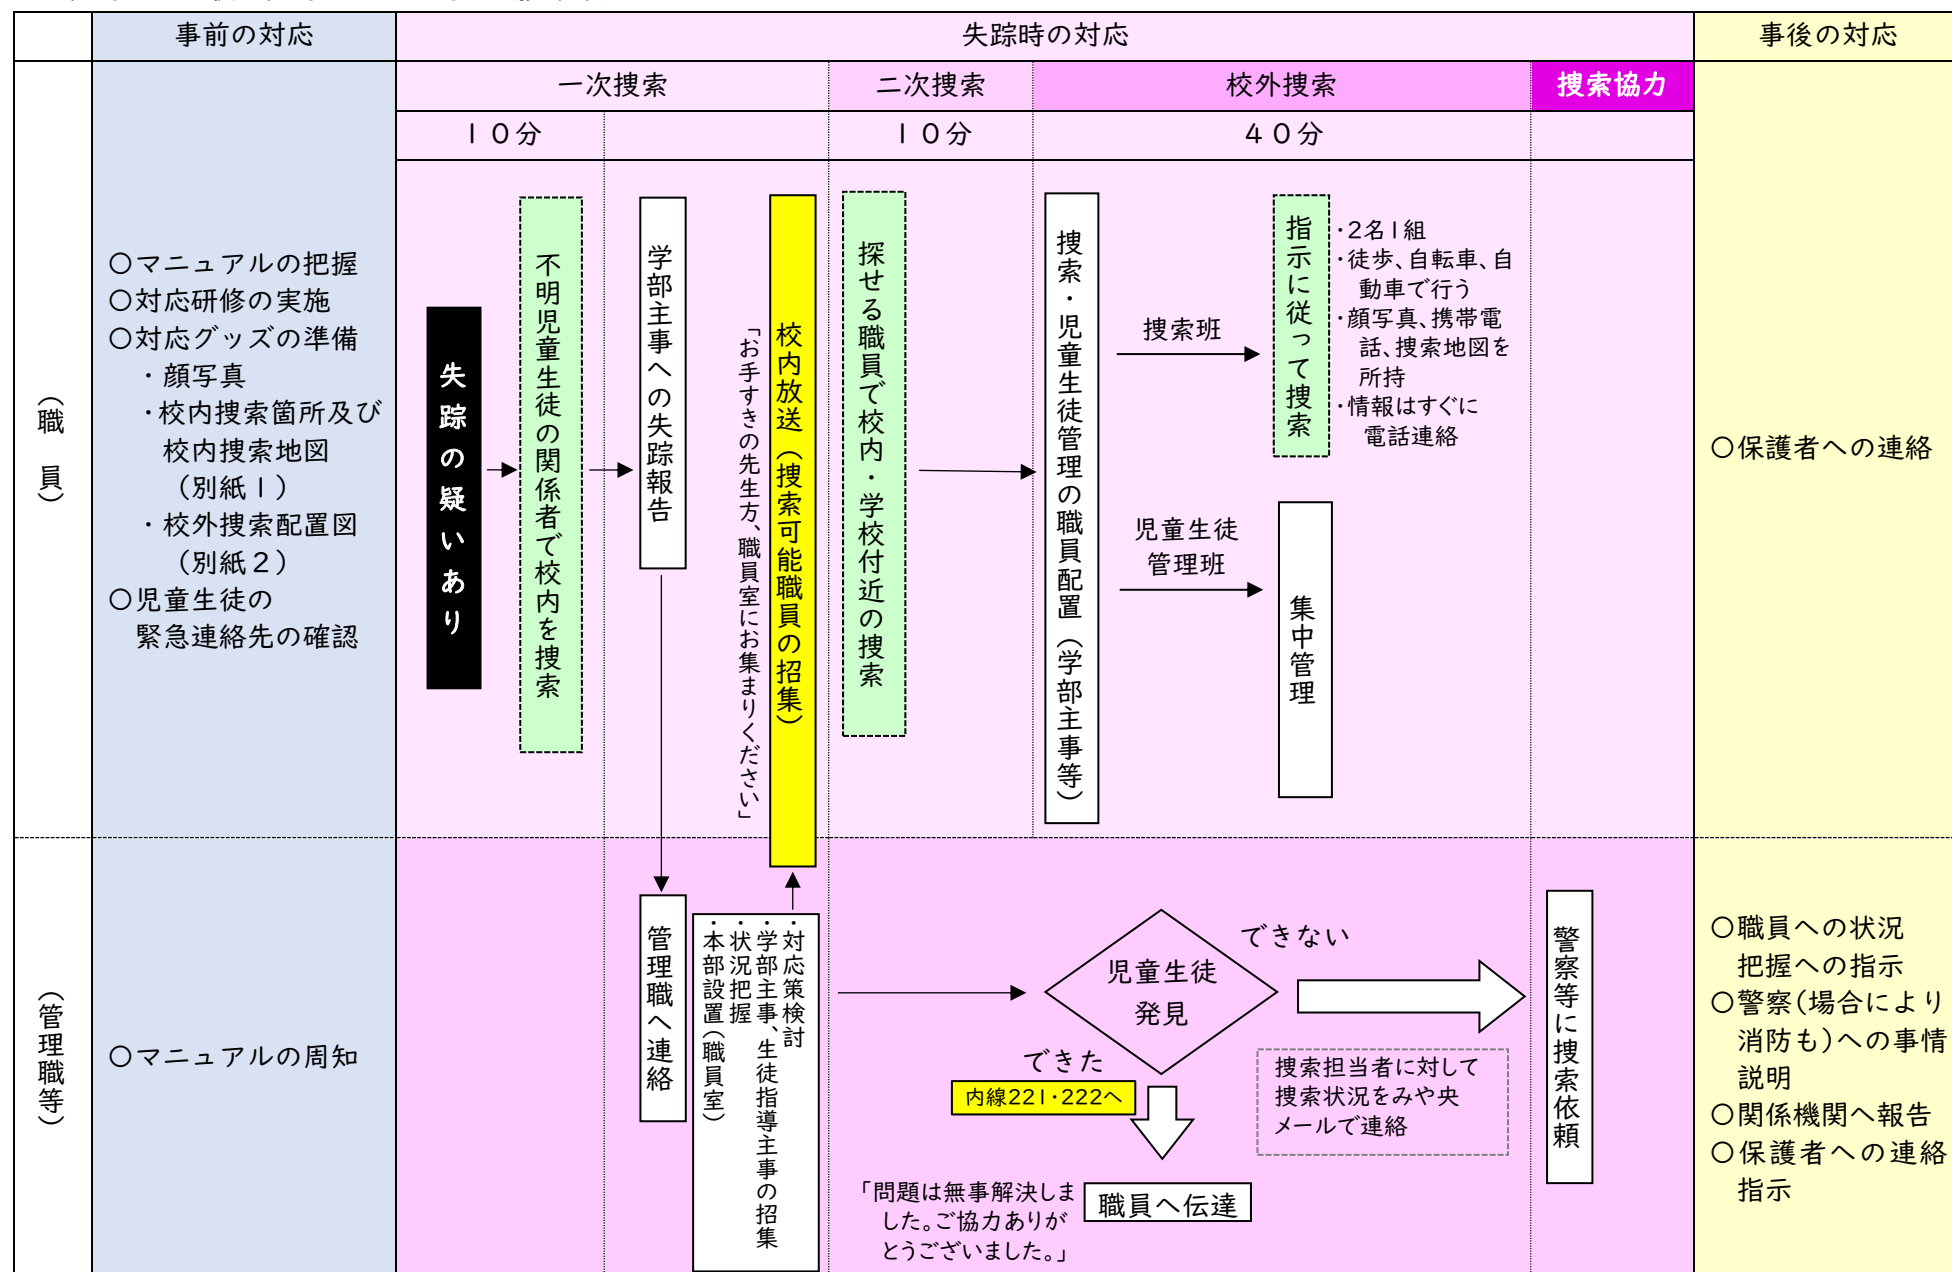 事前の対応
失踪時の対応
事後の対応
一次捜索
二次捜索
校外捜索
捜索協力
10分
10分
40分
(職 員)
〇マニュアルの把握
〇対応研修の実施
〇対応グッズの準備
・顔写真
・校内捜索箇所及び
校内捜索地図
(別紙1)
・校外捜索配置図
(別紙2)
〇児童生徒の
緊急連絡先の確認
失踪の疑いあり
不明児童生徒の関係者で校内を捜索
学部主事への失踪報告
校内放送(捜索可能職員の招集)
「お手すきの先生方、職員室にお集まりください」
探せる職員で校内・学校付近の捜索
捜索・児童生徒管理の職員配置(学部主事等)
捜索班
指示に従って捜索
・2名1組
・徒歩、自転車、自
動車で行う
・顔写真、携帯電
話、捜索地図を
所持
・情報はすぐに
電話連絡
児童生徒
管理班
集中管理
〇保護者への連絡
(管理職等)
〇マニュアルの周知
管理職へ連絡
・対応策検討
・学部主事、生徒指導主事の招集
・状況把握
・本部設置(職員室)
児童生徒
発見
できない
できた
内線221・222へ
捜索担当者に対して
捜索状況をみや央
メールで連絡
「問題は無事解決しま
した。ご協力ありが
とうございました。」
職員へ伝達
警察等に捜索依頼
〇職員への状況
把握への指示
〇警察(場合により
消防も)への事情
説明
〇関係機関へ報告
〇保護者への連絡
指示